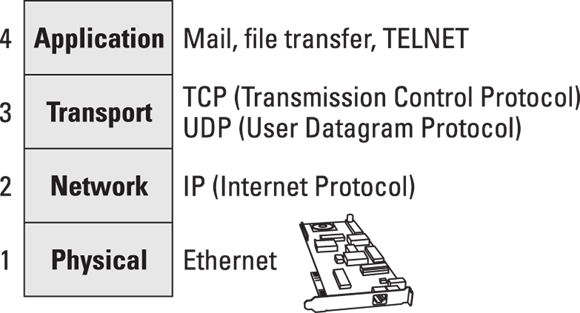 4 Application Mail, file transfer, TELNET
3 Transport TCP (Transmission Control Protocol)
UDP (User Datagram Protocol)
2 Network IP (Internet Protocol)
1 Physical Ethernet